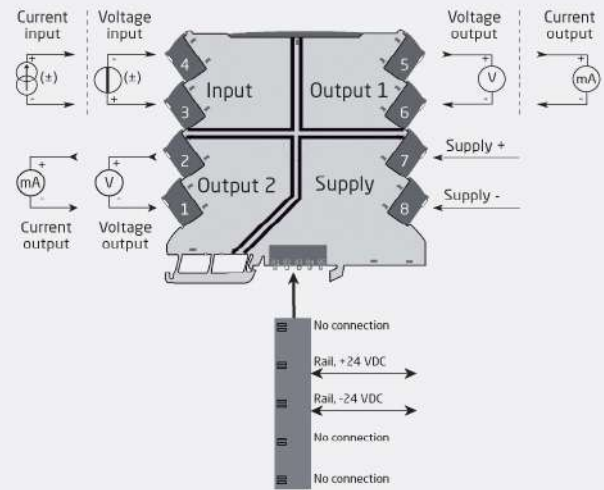 Current input
Voltage input
Voltage output
Current output
+ (±) -
- (±) +
4
3
Input
Output 1
5
6
+ V -
+ mA -
2
1
Output 2
Supply
7
8
Supply +
Supply -
+ mA -
+ V -
Current output
Voltage output
No connection
Rail, +24 VDC
Rail, -24 VDC
No connection
No connection